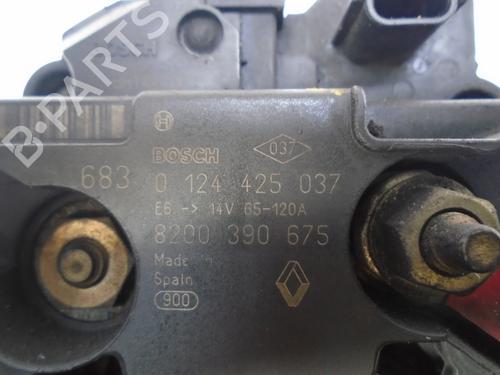 BOSCH
B-PARTS
BOSCH
037
683 0 124 425 037
E6 -> 14V 65-120A
8200 390 675
Made in
Spain
900